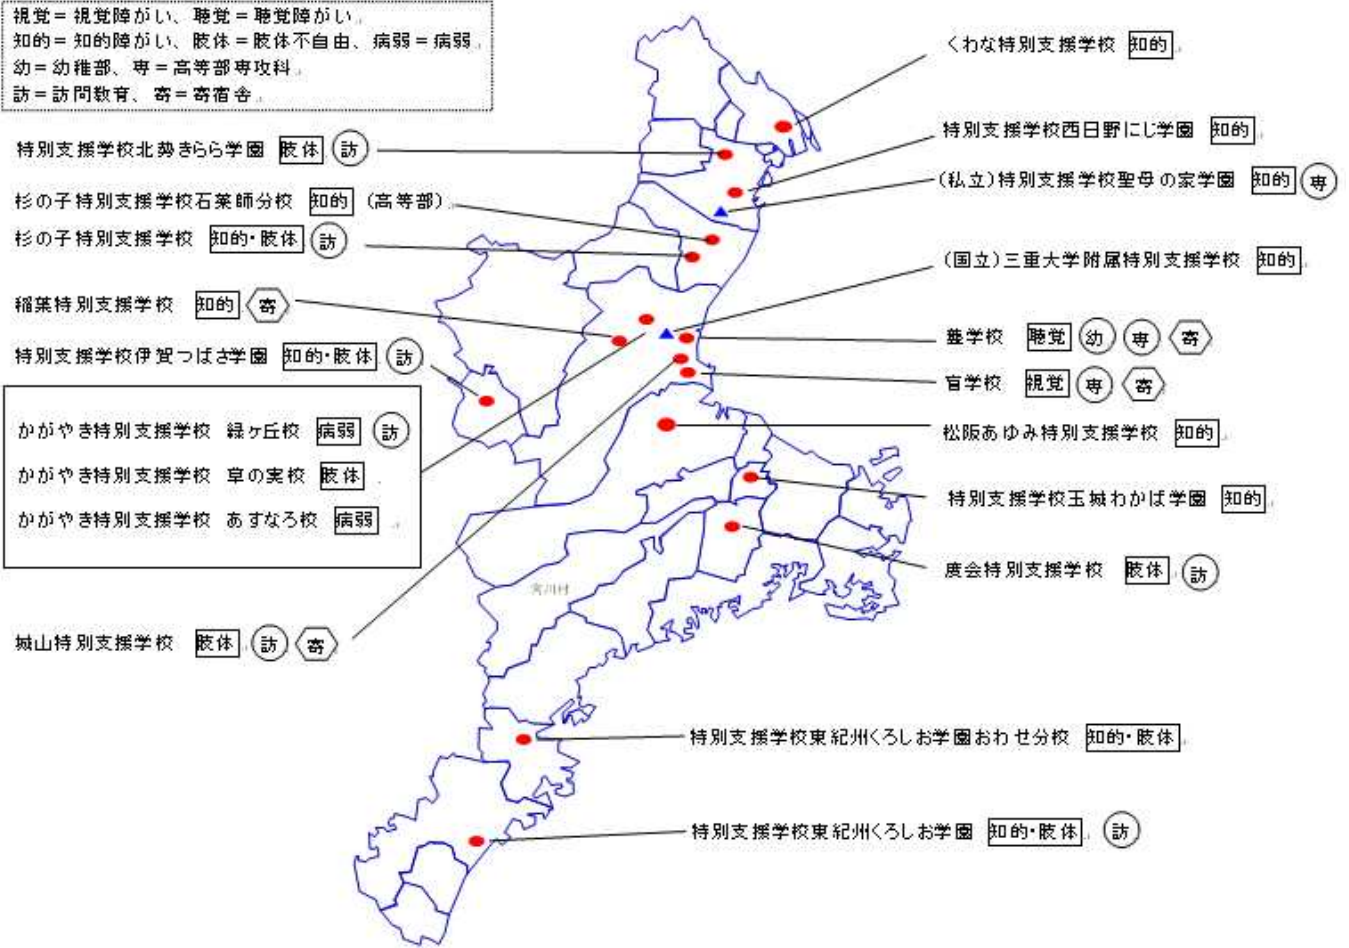 視覚＝視覚障がい、聴覚＝聴覚障がい
知的＝知的障がい、肢体＝肢体不自由、病弱＝病弱
幼＝幼稚部、専＝高等部専攻科
訪＝訪問教育、寄＝寄宿舎
特別支援学校北勢きらら学園 肢体 訪
杉の子特別支援学校石薬師分校 知的 (高等部)
杉の子特別支援学校 知的・肢体 訪
稲葉特別支援学校 知的 寄
特別支援学校伊賀つばさ学園 知的・肢体 訪
かがやき特別支援学校 緑ヶ丘校 病弱 訪
かがやき特別支援学校 草の実校 肢体
かがやき特別支援学校 あすなろ校 病弱
城山特別支援学校 肢体 訪 寄
くわな特別支援学校 知的
特別支援学校西日野にじ学園 知的
(私立)特別支援学校聖母の家学園 知的 専
(国立)三重大学附属特別支援学校 知的
聾学校 聴覚 幼 専 寄
盲学校 視覚 専 寄
松阪あゆみ特別支援学校 知的
特別支援学校玉城わかば学園 知的
度会特別支援学校 肢体 訪
宮川村
特別支援学校東紀州くろしお学園おわせ分校 知的・肢体
特別支援学校東紀州くろしお学園 知的・肢体 訪